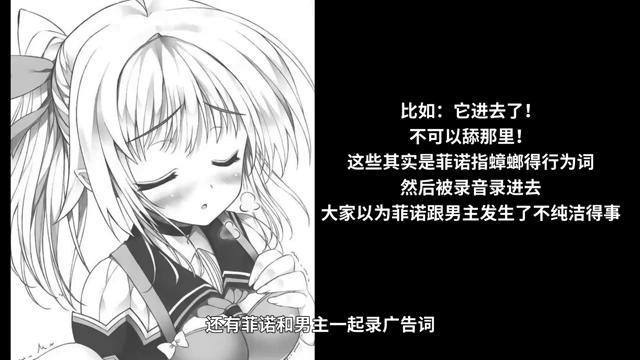 比如：它进去了！
不可以舔那里！
这些其实是菲诺指蟑螂得行为词
然后被录音录进去
大家以为菲诺跟男主发生了不纯洁得事
还有菲诺和男主一起录广告词